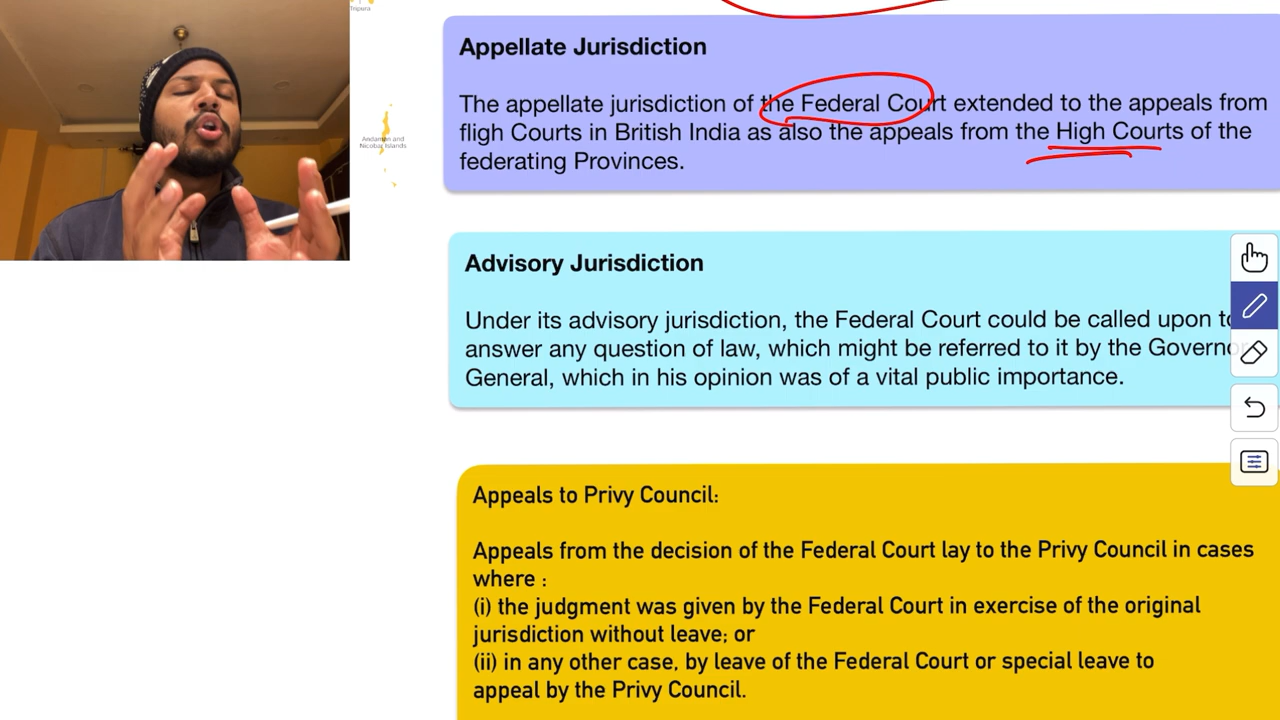 Tripura
Andaman and
Nicobar Islands
Appellate Jurisdiction
The appellate jurisdiction of the Federal Court extended to the appeals from
fligh Courts in British India as also the appeals from the High Courts of the
federating Provinces.
Advisory Jurisdiction
Under its advisory jurisdiction, the Federal Court could be called upon to
answer any question of law, which might be referred to it by the Governor
General, which in his opinion was of a vital public importance.
Appeals to Privy Council:
Appeals from the decision of the Federal Court lay to the Privy Council in cases
where :
(i) the judgment was given by the Federal Court in exercise of the original
jurisdiction without leave; or
(ii) in any other case, by leave of the Federal Court or special leave to
appeal by the Privy Council.